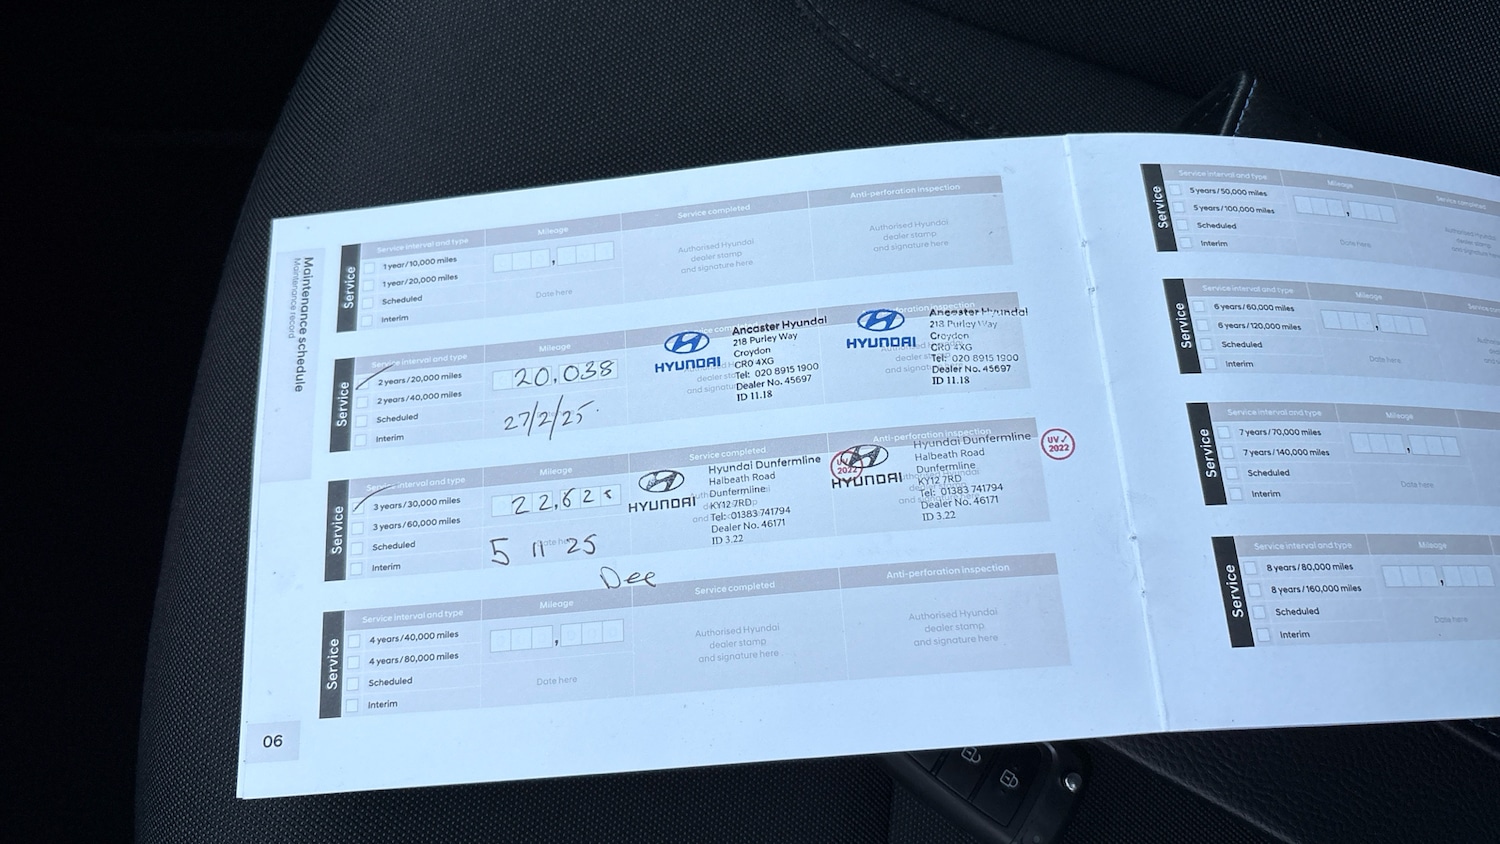 Maintenance schedule
Maintenance record
Service
Service interval and type
Mileage
Service completed
Anti-perforation inspection
1 year/10,000 miles
1 year/20,000 miles
Scheduled
Interim
Date here
Authorised Hyundai
dealer stamp
and signature here
Authorised Hyundai
dealer stamp
and signature here
Service
Service interval and type
Mileage
2 years/20,000 miles
2 years/40,000 miles
Scheduled
Interim
20,038
27/2/25.
HYUNDAI
Ancaster Hyundai
218 Purley Way
Croydon
CR0 4XG
Tel: 020 8915 1900
Dealer No. 45697
ID 11.18
HYUNDAI
Ancaster Hyundai
218 Purley Way
Croydon
CR0 4XG
Tel: 020 8915 1900
Dealer No. 45697
ID 11.18
Service
Service interval and type
Mileage
Service completed
Anti-perforation inspection
3 years/30,000 miles
3 years/60,000 miles
Scheduled
Interim
5 11 25
Dee
HYUNDAI
Hyundai Dunfermline
Halbeath Road
Dunfermline
KY12 7RD
Tel: 01383 741794
Dealer No. 46171
ID 3.22
HYUNDAI
Hyundai Dunfermline
Halbeath Road
Dunfermline
KY12 7RD
Tel: 01383 741794
Dealer No. 46171
ID 3.22
UV✓
2022
Service
Service interval and type
Mileage
Service completed
Anti-perforation inspection
4 years/40,000 miles
4 years/80,000 miles
Scheduled
Interim
Date here
Authorised Hyundai
dealer stamp
and signature here
Authorised Hyundai
dealer stamp
and signature here
06
Service
Service interval and type
Mileage
Service completed
5 years/50,000 miles
5 years/100,000 miles
Scheduled
Interim
Date here
Service
Service interval and type
Mileage
6 years/60,000 miles
6 years/120,000 miles
Scheduled
Interim
Date here
Service
Service interval and type
Mileage
7 years/70,000 miles
7 years/140,000 miles
Scheduled
Interim
Date here
Service
Service interval and type
Mileage
8 years/80,000 miles
8 years/160,000 miles
Scheduled
Interim
Date here